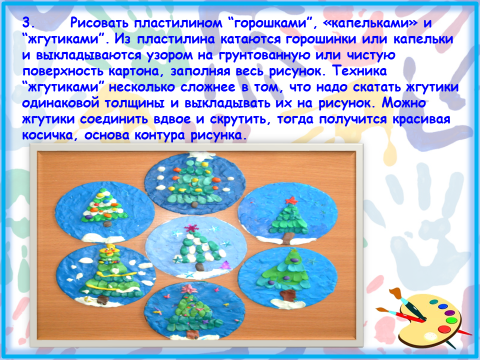 3. Рисовать пластилином “горошками”, «капельками» и
“жгутиками”. Из пластилина катаются горошинки или капельки
и выкладываются узором на грунтованную или чистую
поверхность картона, заполняя весь рисунок. Техника
“жгутиками” несколько сложнее в том, что надо скатать жгутики
одинаковой толщины и выкладывать их на рисунок. Можно
жгутики соединить вдвое и скрутить, тогда получится красивая
косичка, основа контура рисунка.